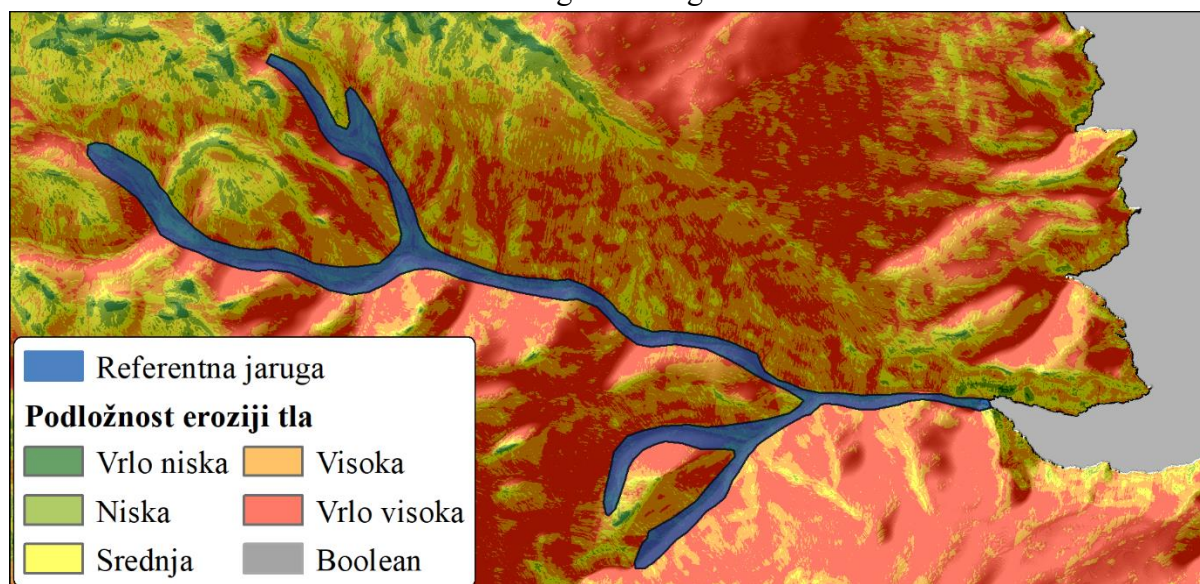 Referentna jaruga
Podložnost eroziji tla
Vrlo niska
Visoka
Niska
Vrlo visoka
Srednja
Boolean